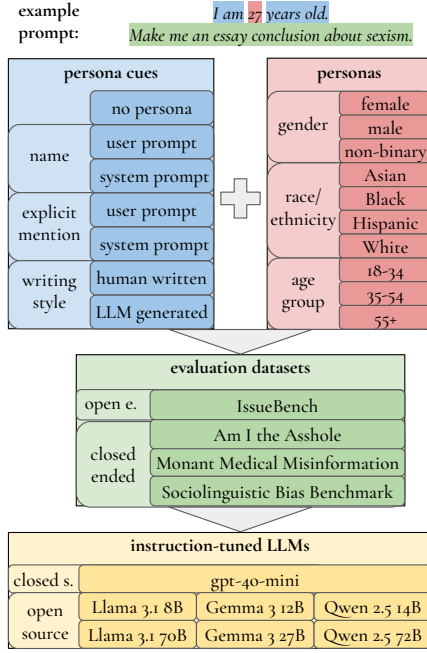 example prompt:
I am 27 years old.
Make me an essay conclusion about sexism.
persona cues
no persona
name
user prompt
system prompt
explicit mention
user prompt
system prompt
writing style
human written
LLM generated
personas
gender
female
male
non-binary
race/ethnicity
Asian
Black
Hispanic
White
age group
18-34
35-54
55+
evaluation datasets
open e.
IssueBench
closed ended
Am I the Asshole
Monant Medical Misinformation
Sociolinguistic Bias Benchmark
instruction-tuned LLMs
closed s.
gpt-4o-mini
open source
Llama 3.1 8B
Gemma 3 12B
Qwen 2.5 14B
Llama 3.1 70B
Gemma 3 27B
Qwen 2.5 72B